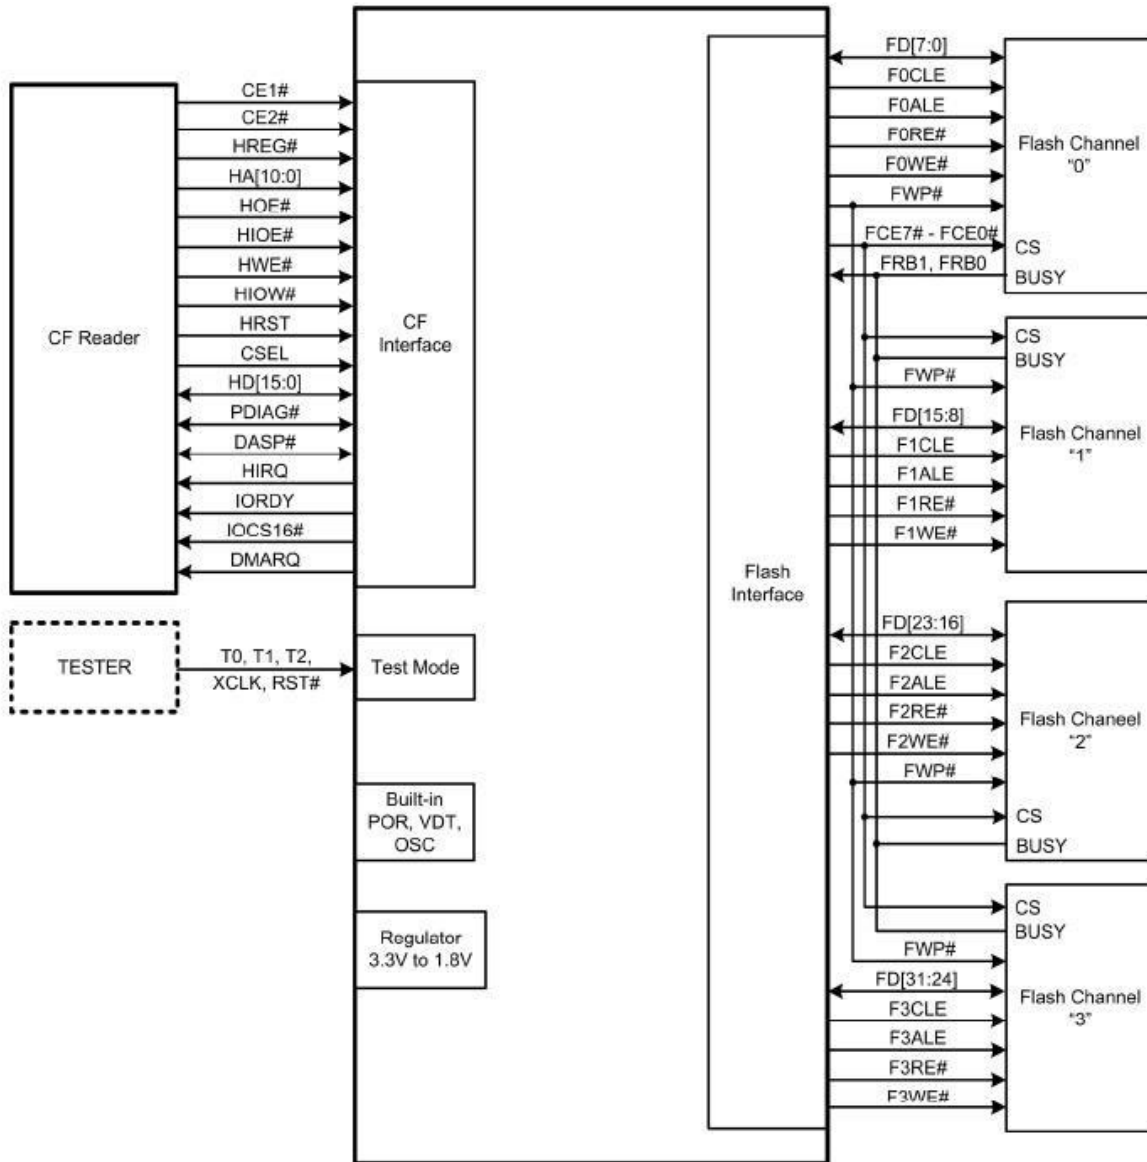 CF Reader
CE1#
CE2#
HREG#
HA[10:0]
HOE#
HIOE#
HWE#
HIOW#
HRST
CSEL
HD[15:0]
PDIAG#
DASP#
HIRQ
IORDY
IOCS16#
DMARQ
CF
Interface
TESTER
T0, T1, T2,
XCLK, RST#
Test Mode
Built-in
POR, VDT,
OSC
Regulator
3.3V to 1.8V
Flash
Interface
FD[7:0]
F0CLE
F0ALE
F0RE#
F0WE#
FWP#
FCE7# - FCE0#
FRB1, FRB0
Flash Channel
"0"
CS
BUSY
CS
BUSY
FWP#
FD[15:8]
F1CLE
F1ALE
F1RE#
F1WE#
Flash Channel
"1"
FD[23:16]
F2CLE
F2ALE
F2RE#
F2WE#
FWP#
Flash Chaneel
"2"
CS
BUSY
CS
BUSY
FWP#
FD[31:24]
F3CLE
F3ALE
F3RE#
F3WE#
Flash Channel
"3"